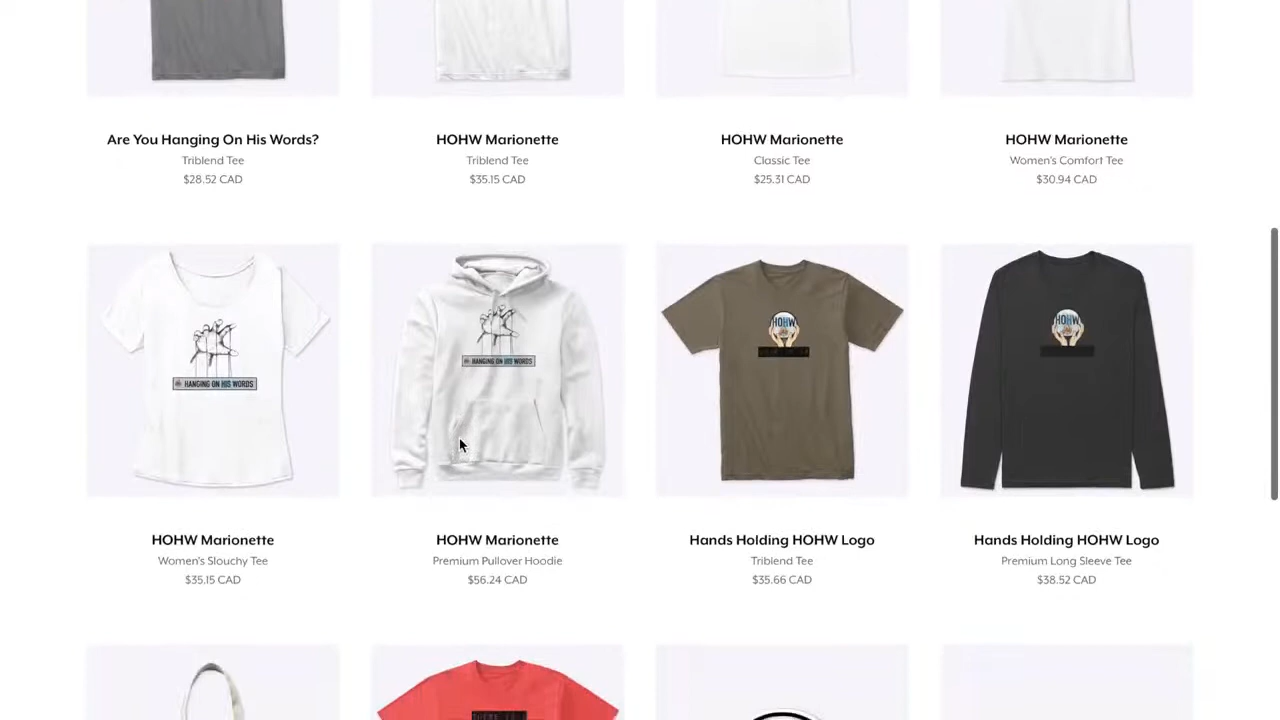 Are You Hanging On His Words?
Triblend Tee
$28.52 CAD
HOHW Marionette
Triblend Tee
$35.15 CAD
HOHW Marionette
Classic Tee
$25.31 CAD
HOHW Marionette
Women's Comfort Tee
$30.94 CAD
HANGING ON HIS WORDS
HANGING ON HIS WORDS
HOHW
HOHW
HOHW Marionette
Women's Slouchy Tee
$35.15 CAD
HOHW Marionette
Premium Pullover Hoodie
$56.24 CAD
Hands Holding HOHW Logo
Triblend Tee
$35.66 CAD
Hands Holding HOHW Logo
Premium Long Sleeve Tee
$38.52 CAD